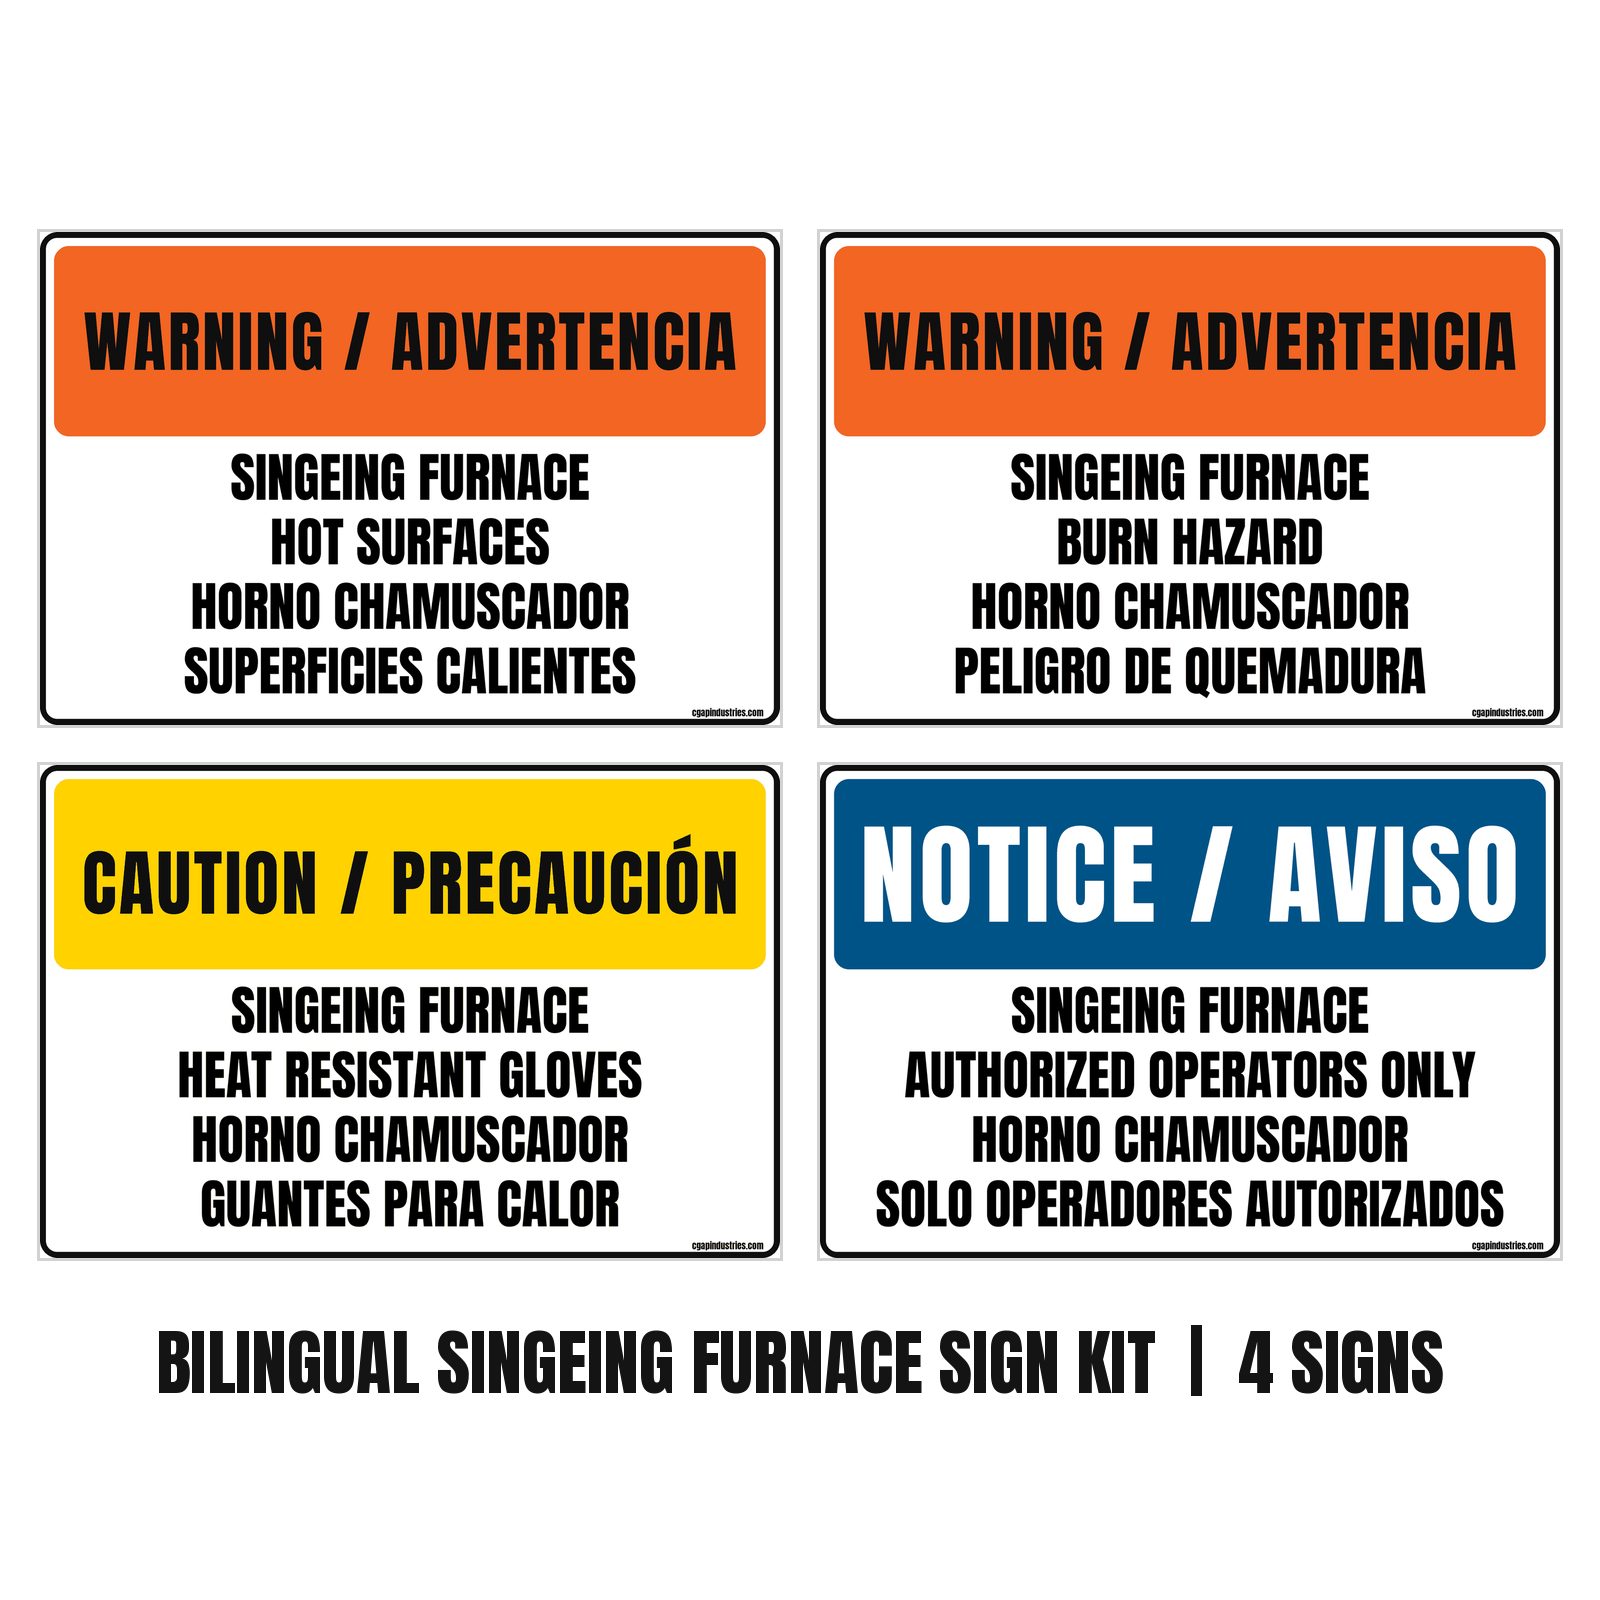 WARNING / ADVERTENCIA
SINGEING FURNACE
HOT SURFACES
HORNO CHAMUSCADOR
SUPERFICIES CALIENTES
cgapindustries.com
WARNING / ADVERTENCIA
SINGEING FURNACE
BURN HAZARD
HORNO CHAMUSCADOR
PELIGRO DE QUEMADURA
cgapindustries.com
CAUTION / PRECAUCIÓN
SINGEING FURNACE
HEAT RESISTANT GLOVES
HORNO CHAMUSCADOR
GUANTES PARA CALOR
cgapindustries.com
NOTICE / AVISO
SINGEING FURNACE
AUTHORIZED OPERATORS ONLY
HORNO CHAMUSCADOR
SOLO OPERADORES AUTORIZADOS
cgapindustries.com
BILINGUAL SINGEING FURNACE SIGN KIT | 4 SIGNS